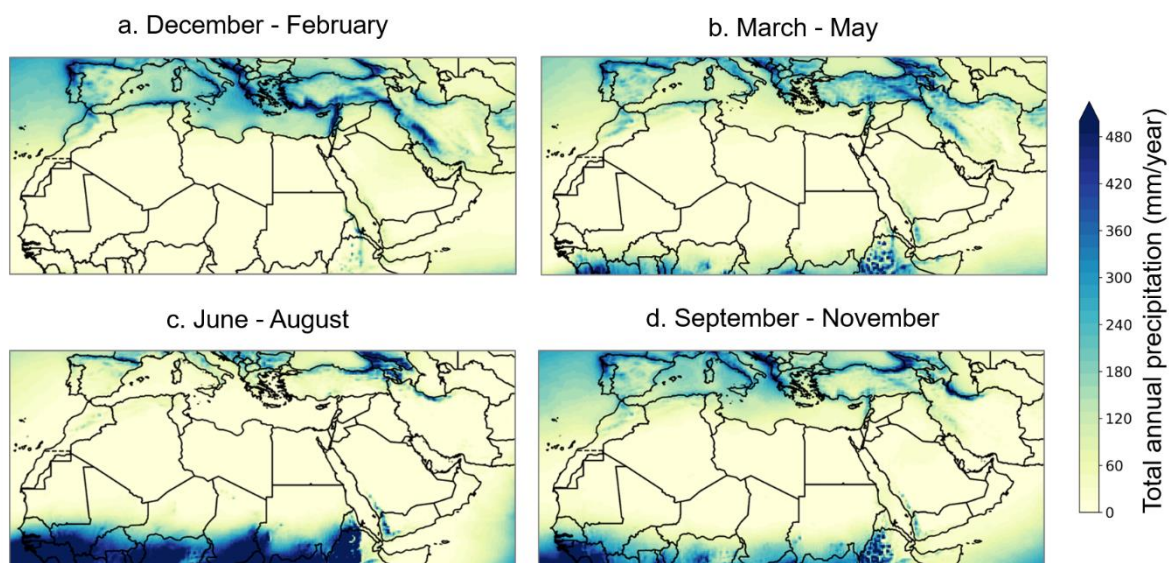 a. December - February
b. March - May
c. June - August
d. September - November
480
420
360
300
240
180
120
60
0
Total annual precipitation (mm/year)